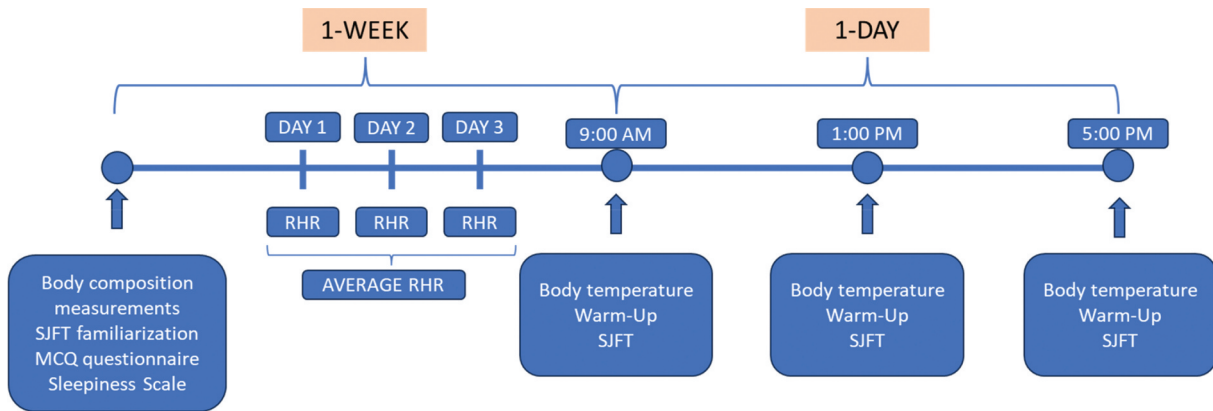 1-WEEK
1-DAY
DAY 1
DAY 2
DAY 3
9:00 AM
1:00 PM
5:00 PM
RHR
RHR
RHR
AVERAGE RHR
Body composition
measurements
SJFT familiarization
MCQ questionnaire
Sleepiness Scale
Body temperature
Warm-Up
SJFT
Body temperature
Warm-Up
SJFT
Body temperature
Warm-Up
SJFT